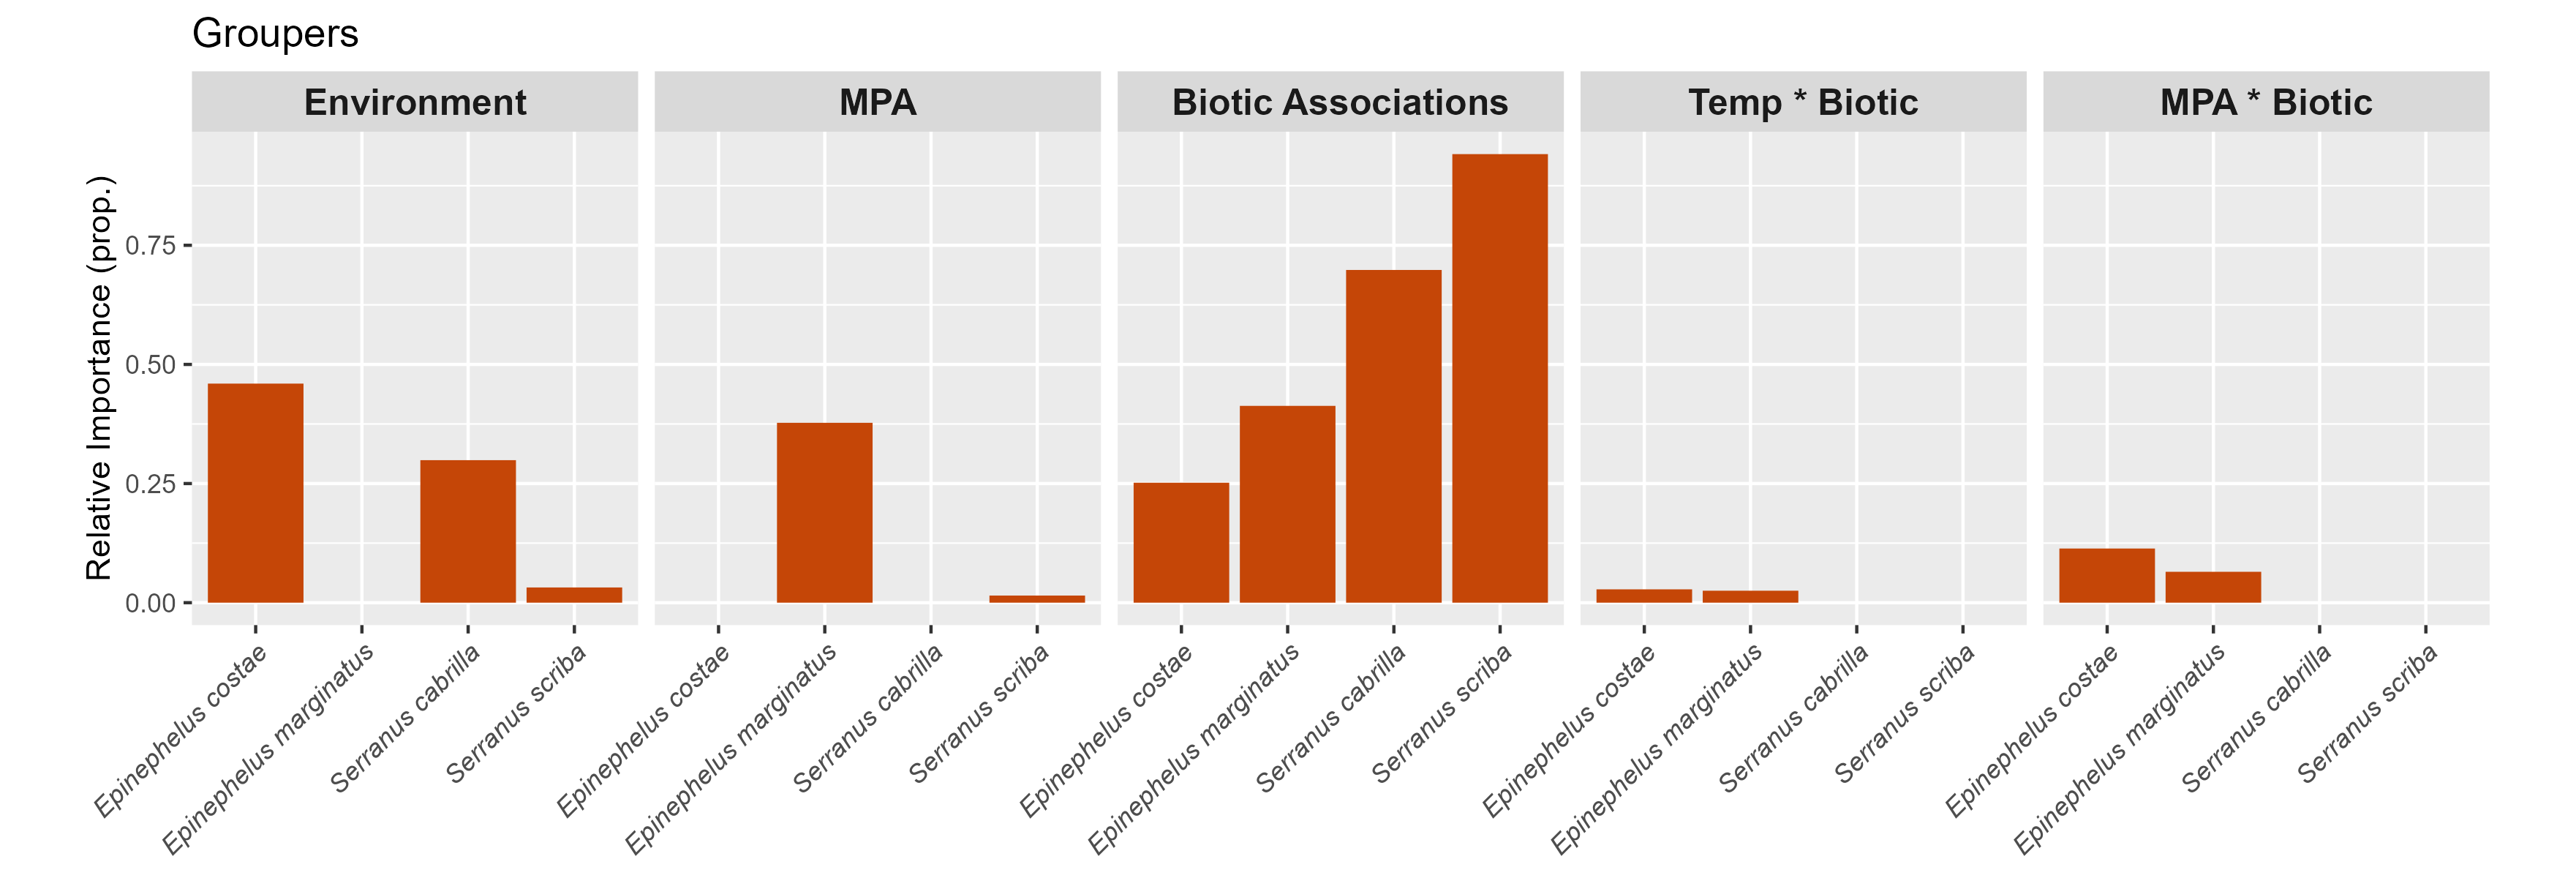 Groupers
Environment
MPA
Biotic Associations
Temp * Biotic
MPA * Biotic
Relative Importance (prop.)
0.75
0.50
0.25
0.00
Epinephelus costae
Epinephelus marginatus
Serranus cabrilla
Serranus scriba
Epinephelus costae
Epinephelus marginatus
Serranus cabrilla
Serranus scriba
Epinephelus costae
Epinephelus marginatus
Serranus cabrilla
Serranus scriba
Epinephelus costae
Epinephelus marginatus
Serranus cabrilla
Serranus scriba
Epinephelus costae
Epinephelus marginatus
Serranus cabrilla
Serranus scriba